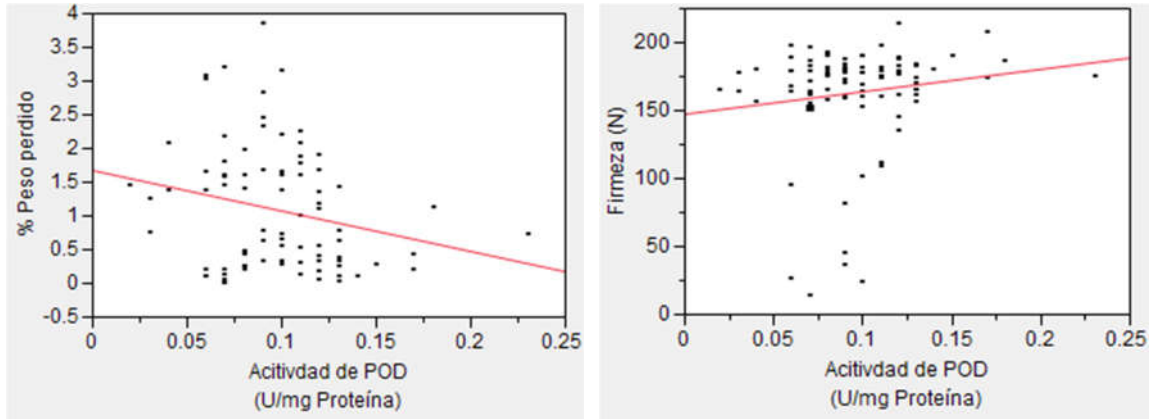 4
3.5
3
2.5
2
1.5
1
0.5
0
-0.5
% Peso perdido
0 0.05 0.1 0.15 0.2 0.25
Acitivdad de POD
(U/mg Proteína)
200
150
100
50
0
Firmeza (N)
0 0.05 0.1 0.15 0.2 0.25
Acitivdad de POD
(U/mg Proteína)